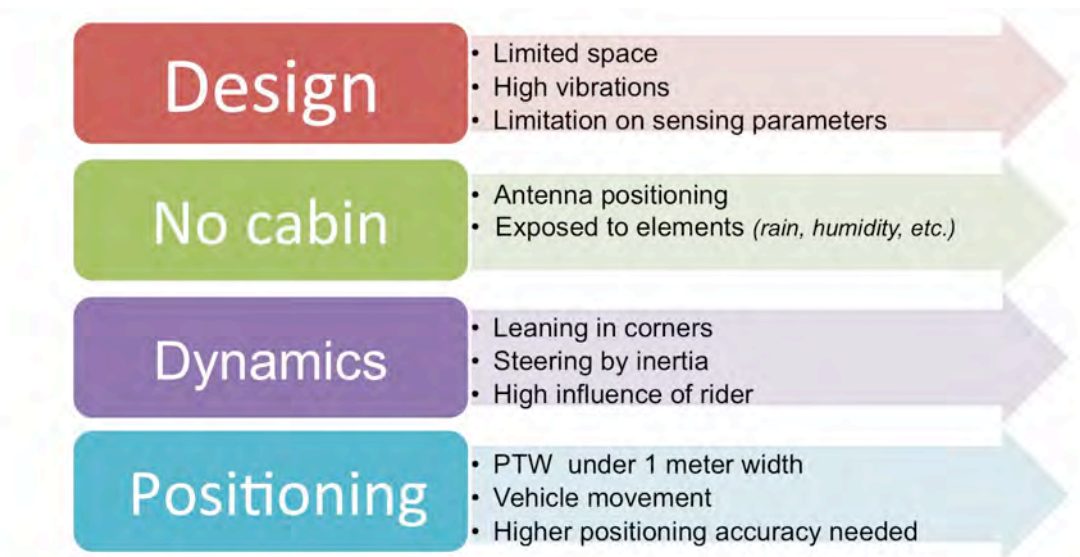 Design
• Limited space
• High vibrations
• Limitation on sensing parameters
No cabin
• Antenna positioning
• Exposed to elements (rain, humidity, etc.)
Dynamics
• Leaning in corners
• Steering by inertia
• High influence of rider
Positioning
• PTW under 1 meter width
• Vehicle movement
• Higher positioning accuracy needed